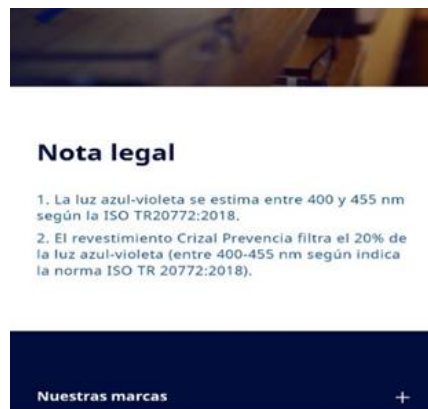 Nota legal
1. La luz azul-violeta se estima entre 400 y 455 nm
según la ISO TR20772:2018.
2. El revestimiento Crizal Prevencia filtra el 20% de
la luz azul-violeta (entre 400-455 nm según indica
la norma ISO TR 20772:2018).
Nuestras marcas +